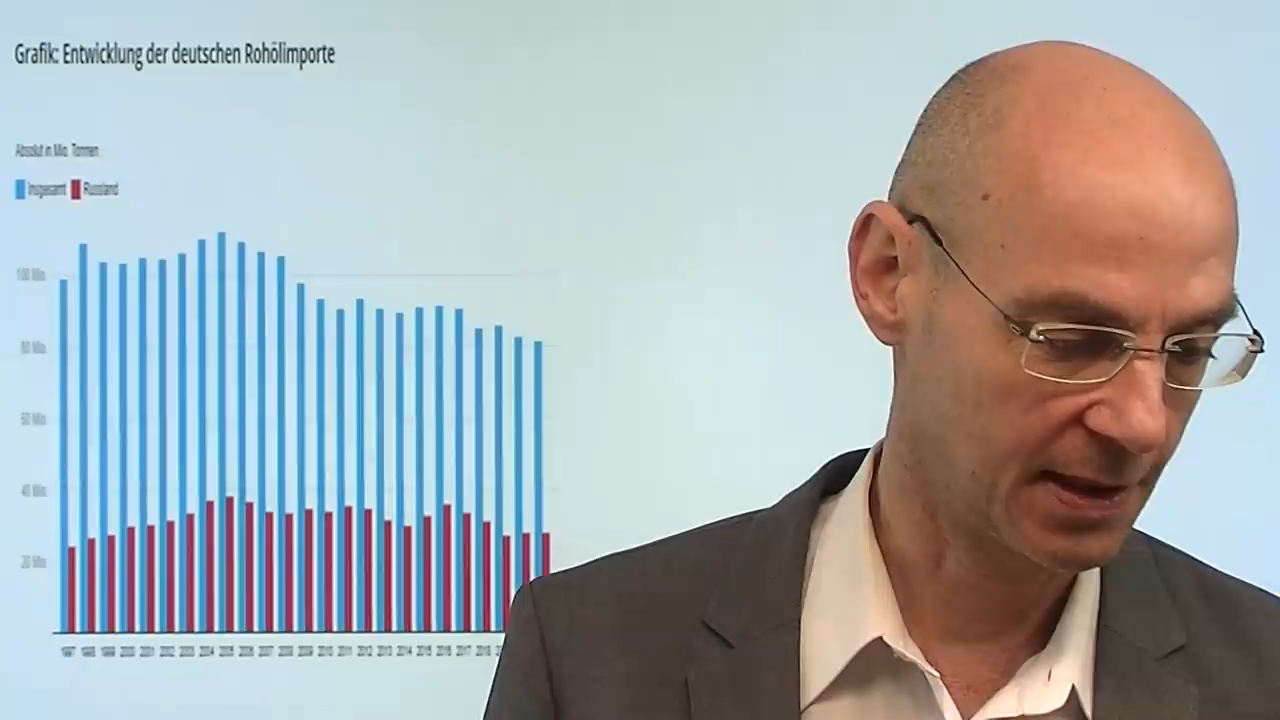 Grafik: Entwicklung der deutschen Rohölimporte
Absolut in Mio. Tonnen
Insgesamt Russland
100 Mio.
80 Mio.
60 Mio.
40 Mio.
20 Mio.
1997 1998 1999 2000 2001 2002 2003 2004 2005 2006 2007 2008 2009 2010 2011 2012 2013 2014 2015 2016 2017 2018